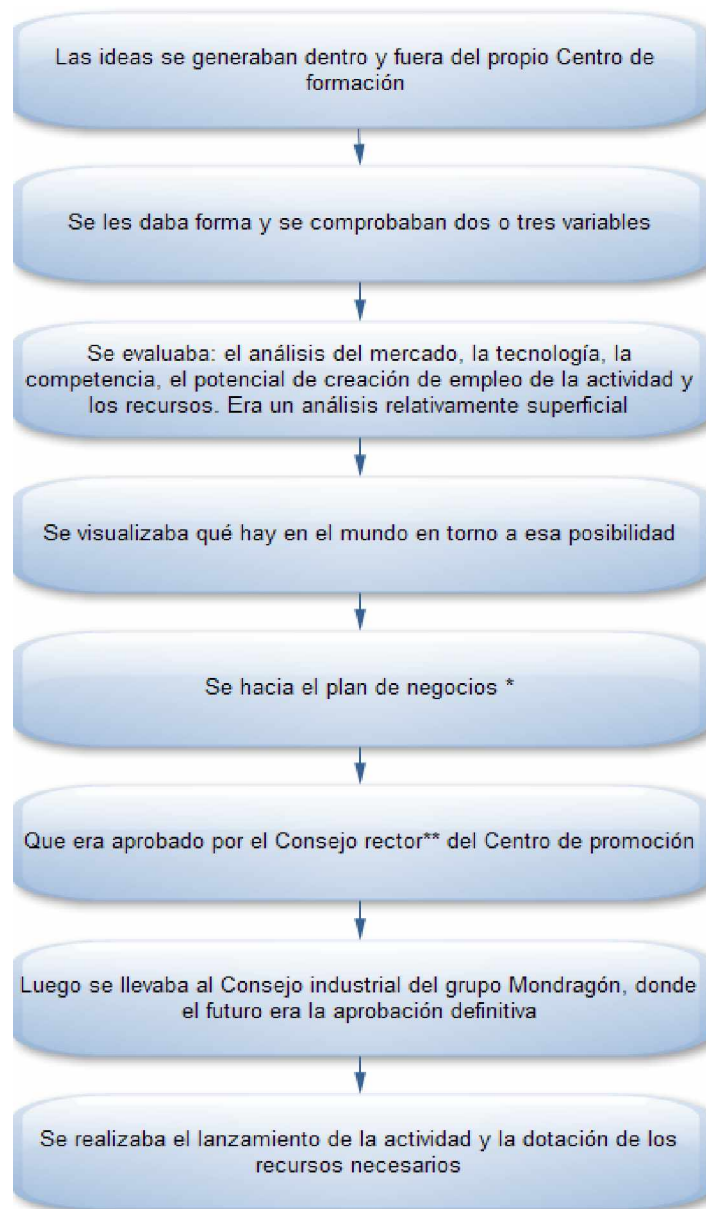 Las ideas se generaban dentro y fuera del propio Centro de
formación
Se les daba forma y se comprobaban dos o tres variables
Se evaluaba: el análisis del mercado, la tecnología, la
competencia, el potencial de creación de empleo de la actividad y
los recursos. Era un análisis relativamente superficial
Se visualizaba qué hay en el mundo en torno a esa posibilidad
Se hacia el plan de negocios *
Que era aprobado por el Consejo rector** del Centro de promoción
Luego se llevaba al Consejo industrial del grupo Mondragón, donde
el futuro era la aprobación definitiva
Se realizaba el lanzamiento de la actividad y la dotación de los
recursos necesarios